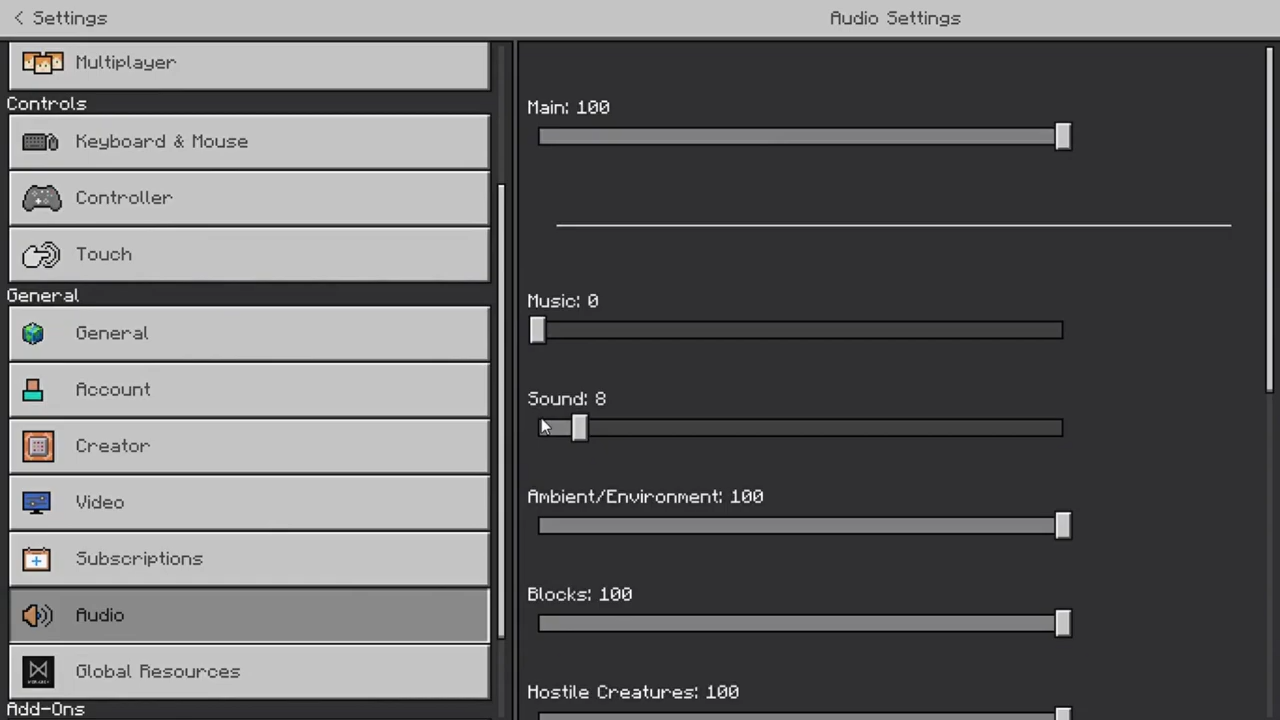 Settings
Audio Settings
Multiplayer
Controls
Keyboard & Mouse
Controller
Touch
General
General
Account
Creator
Video
Subscriptions
Audio
Global Resources
Add-Ons
Main: 100
Music: 0
Sound: 8
Ambient/Environment: 100
Blocks: 100
Hostile Creatures: 100